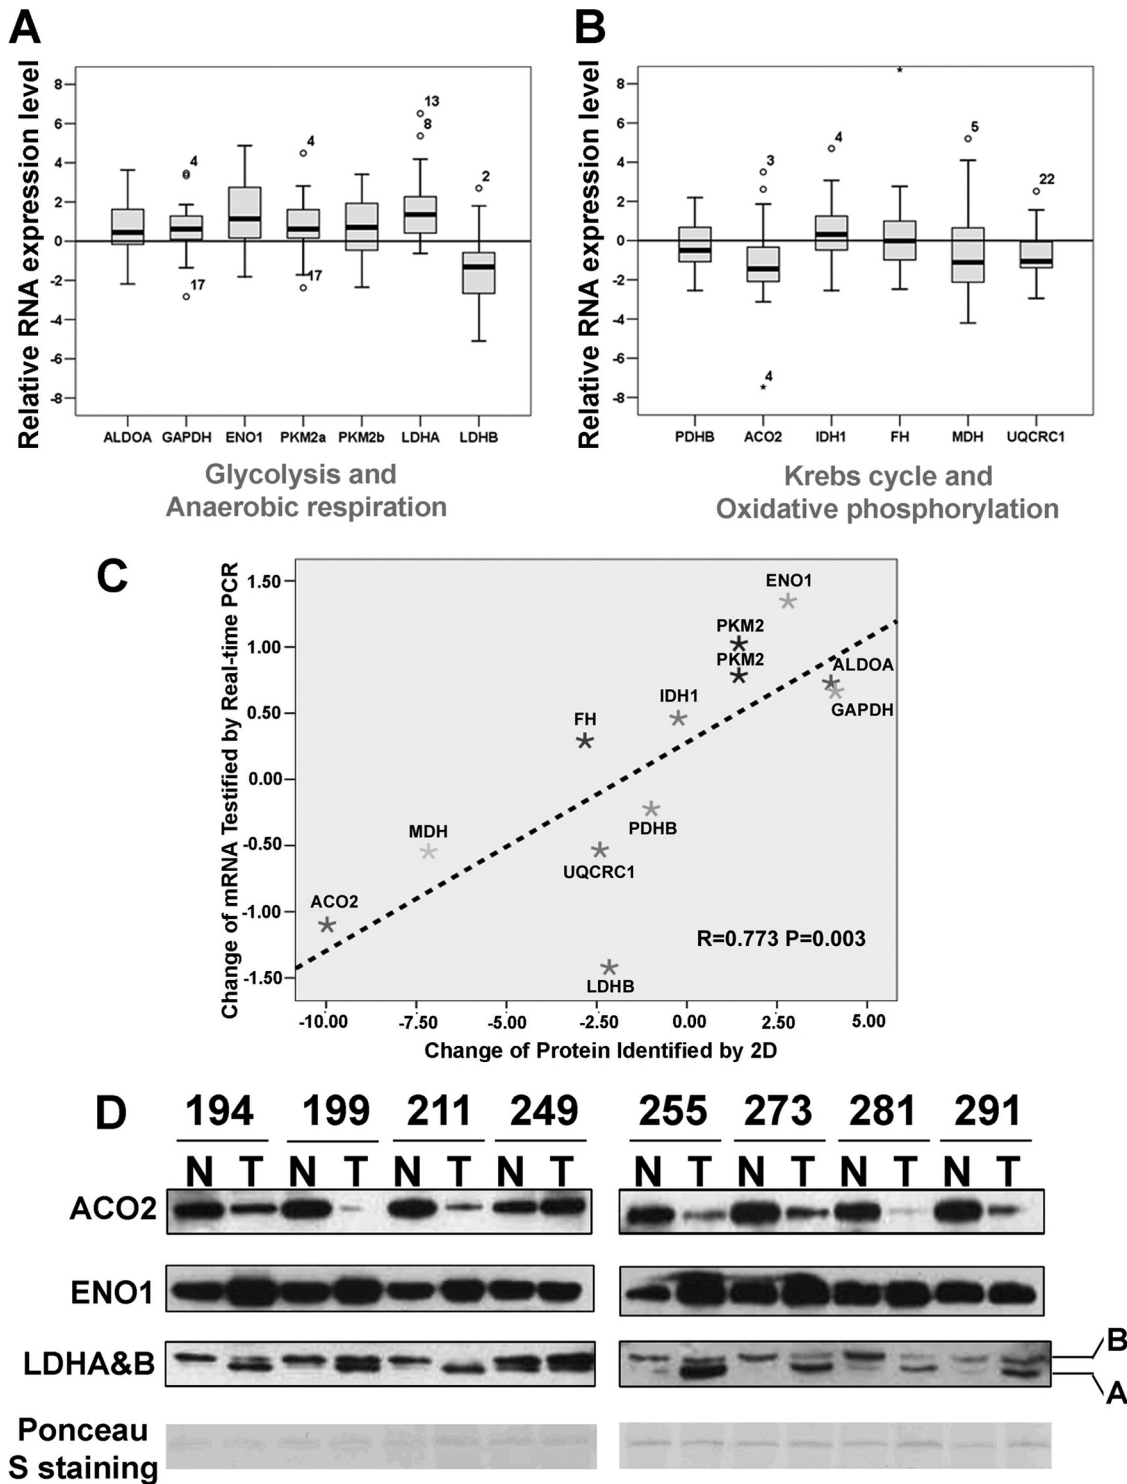 A
B
Relative RNA expression level
8
6
4
2
0
-2
-4
-6
-8
4
17
4
17
13
8
2
ALDOA GAPDH ENO1 PKM2a PKM2b LDHA LDHB
Glycolysis and
Anaerobic respiration
Relative RNA expression level
8
6
4
2
0
-2
-4
-6
-8
3
4
4
5
22
PDHB ACO2 IDH1 FH MDH UQCRC1
Krebs cycle and
Oxidative phosphorylation
C
Change of mRNA Testified by Real-time PCR
1.50
1.00
0.50
0.00
-0.50
-1.00
-1.50
ENO1
PKM2
PKM2
ALDOA
GAPDH
IDH1
FH
PDHB
MDH
UQCRC1
ACO2
LDHB
R=0.773 P=0.003
-10.00 -7.50 -5.00 -2.50 0.00 2.50 5.00
Change of Protein Identified by 2D
D
194 199 211 249 255 273 281 291
N T N T N T N T N T N T N T N T
ACO2
ENO1
LDHA&B
B
A
Ponceau
S staining